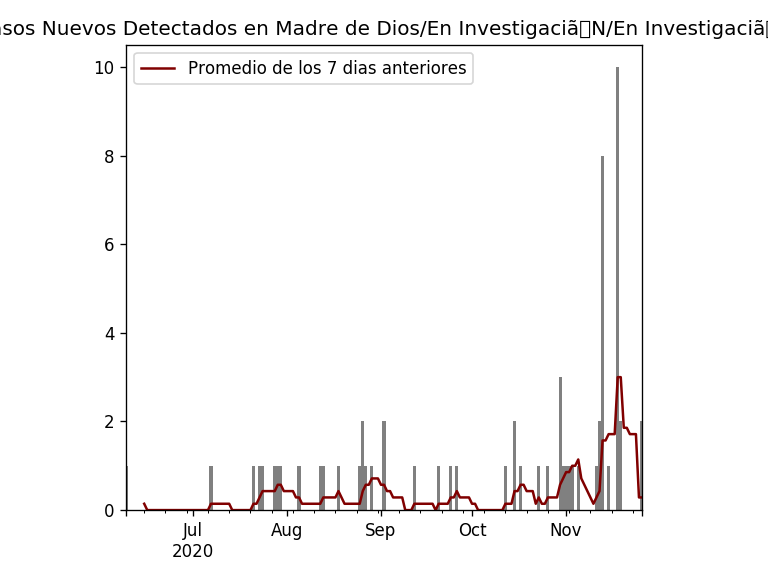 sos Nuevos Detectados en Madre de Dios/En Investigaciã▯N/En Investigaciã
Promedio de los 7 dias anteriores
10
8
6
4
2
0
Jul Aug Sep Oct Nov
2020